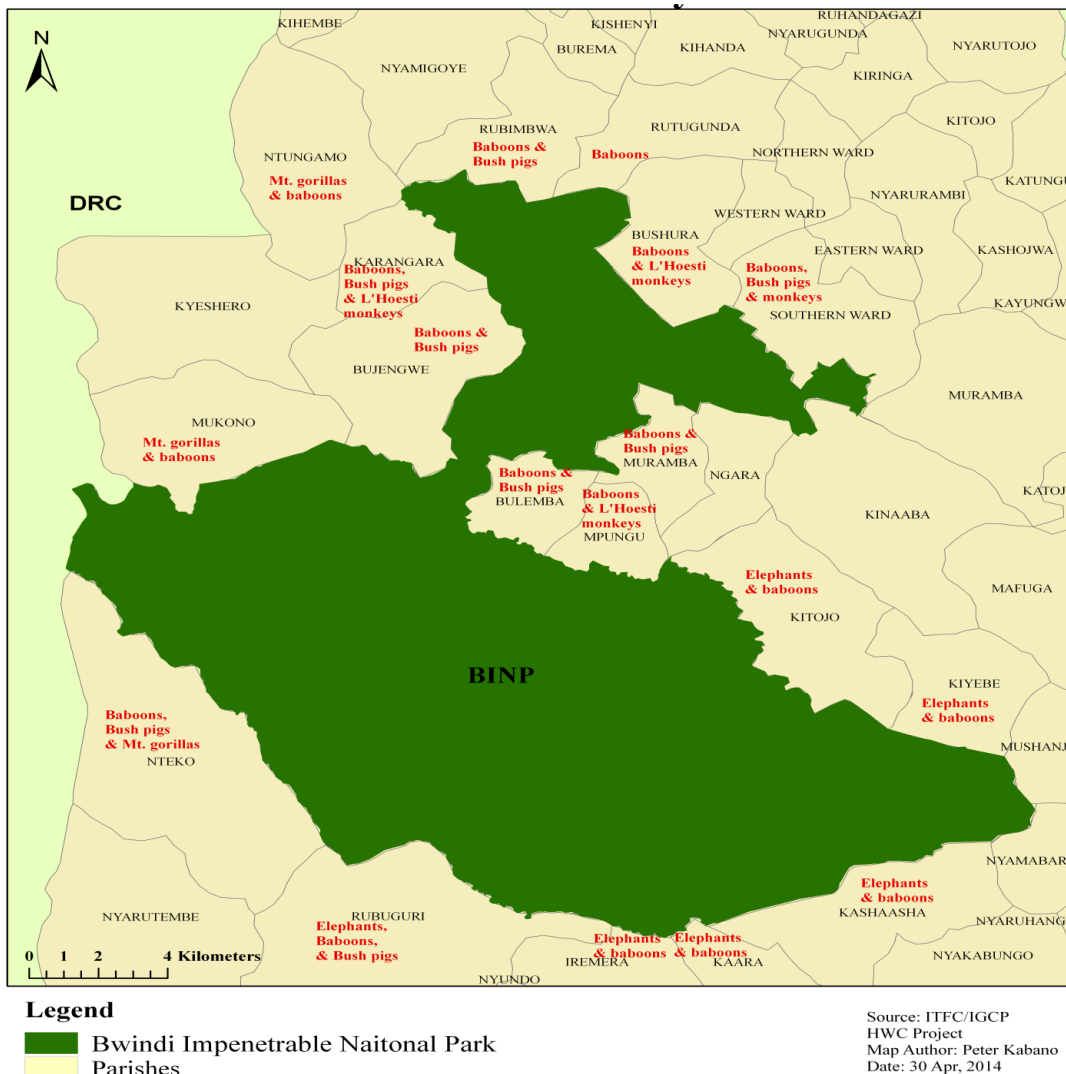 KIHEMBE
KISHENYI
RUHANDAGAZI
NYARUGUNDA
NYARUTOJO
BUREMA
KIHANDA
NYAMIGOYE
KIRINGA
N
RUBIMBWA
RUTUGUNDA
KITOJO
Baboons &
Bush pigs
Baboons
NTUNGAMO
NORTHERN WARD
Mt. gorillas
& baboons
NYARURAMBI
KATUNGU
DRC
WESTERN WARD
BUSHURA
EASTERN WARD
KASHOJWA
Baboons
& L'Hoesti
monkeys
KARANGARA
Baboons,
Bush pigs
& L'Hoesti
monkeys
Baboons,
Bush pigs
& monkeys
KYESHERO
KAYUNGW
SOUTHERN WARD
Baboons &
Bush pigs
BUJENGWE
MURAMBA
MUKONO
Mt. gorillas
& baboons
Baboons &
Bush pigs
MURAMBA
NGARA
Baboons &
Bush pigs
BULEMBA
Baboons
& L'Hoesti
monkeys
MPUNGU
KATOJ
KINAABA
Elephants
& baboons
KITOJO
MAFUGA
BINP
KIYEBE
Elephants
& baboons
Baboons,
Bush pigs
& Mt. gorillas
NTEKO
MUSHANJ
NYAMABAR
Elephants
& baboons
KASHAASHA
NYARUTEMBE
RUBUGURI
NYARUHANG
Elephants,
Baboons,
& Bush pigs
Elephants
& baboons
Elephants
& baboons
IREMERA
KAARA
NYAKABUNGO
NYUNDO
0 1 2 4 Kilometers
Legend
Bwindi Impenetrable Naitonal Park
Parishes
Source: ITFC/IGCP
HWC Project
Map Author: Peter Kabano
Date: 30 Apr, 2014